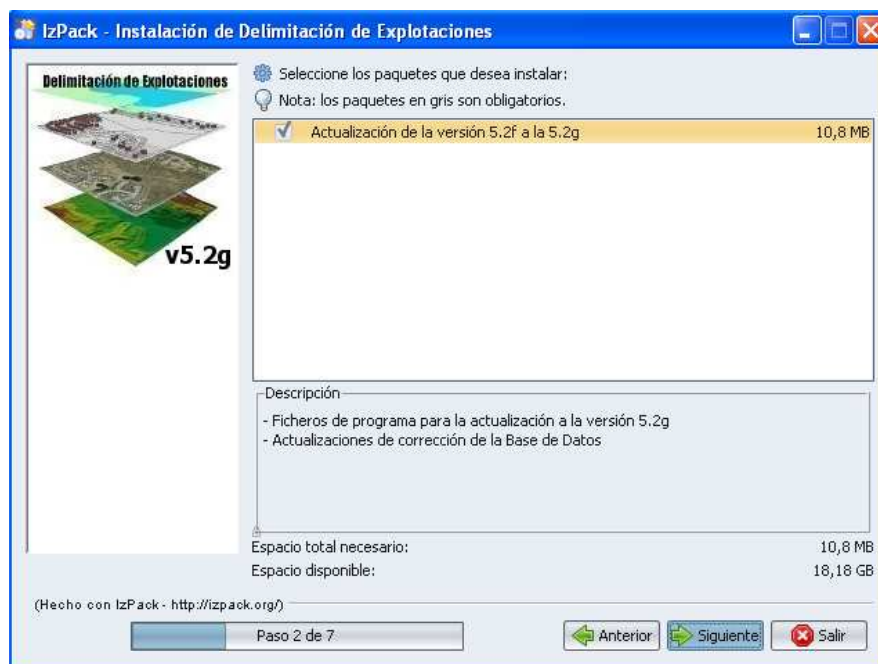 IzPack - Instalación de Delimitación de Explotaciones
Delimitación de Explotaciones
v5.2g
Seleccione los paquetes que desea instalar:
Nota: los paquetes en gris son obligatorios.
Actualización de la versión 5.2f a la 5.2g 10,8 MB
Descripción
- Ficheros de programa para la actualización a la versión 5.2g
- Actualizaciones de corrección de la Base de Datos
Espacio total necesario: 10,8 MB
Espacio disponible: 18,18 GB
(Hecho con IzPack - http://izpack.org/)
Paso 2 de 7
Anterior
Siguiente
Salir